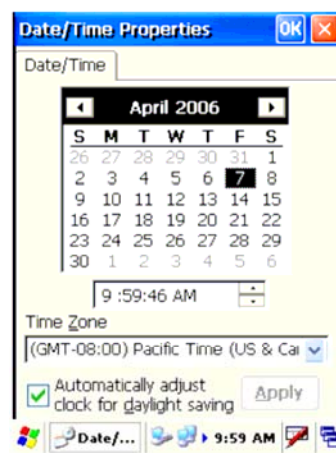 Date/Time Properties OK
Date/Time
April 2006
S M T W T F S
26 27 28 29 30 31 1
2 3 4 5 6 7 8
9 10 11 12 13 14 15
16 17 18 19 20 21 22
23 24 25 26 27 28 29
30 1 2 3 4 5 6
9 :59:46 AM
Time Zone
(GMT-08:00) Pacific Time (US & Cai
Automatically adjust
clock for daylight saving
Apply
Date/... 9:59 AM